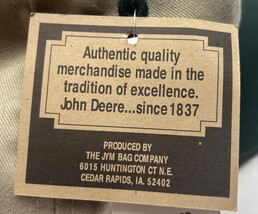 Authentic quality
merchandise made in the
tradition of excellence.
John Deere...since 1837
PRODUCED BY
THE JYM BAG COMPANY
6015 HUNTINGTON CT N.E.
CEDAR RAPIDS, IA. 52402